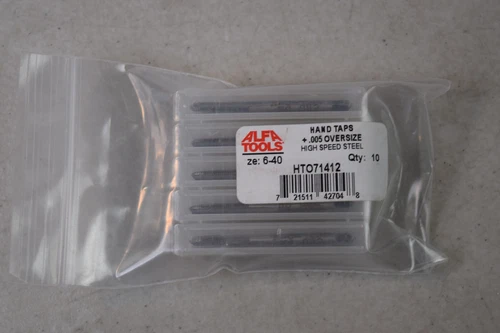 ALFA
TOOLS
HAND TAPS
+ .005 OVERSIZE
HIGH SPEED STEEL
ze: 6-40
Qty: 10
HTO71412
7 21511 42704 8